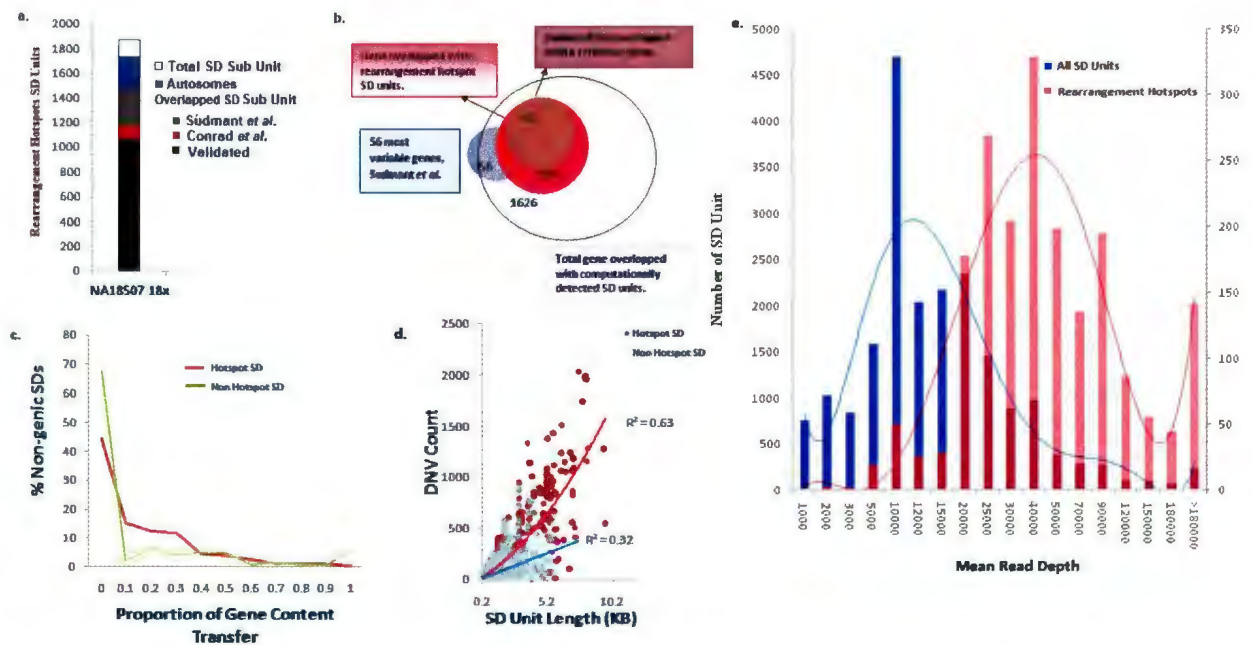 a.
2000
1800
1600
1400
1200
1000
800
600
400
200
0
Rearrangement Hotspots SD Units
NA18507 18x
Total SD Sub Unit
Autosomes
Overlapped SD Sub Unit
Sudmant et al.
Conrad et al.
Validated
b.
rearrangement hotspot
SD units.
56 most
variable genes,
Sudmant et al.
1626
Total gene overlapped
with computationally
detected SD units.
c.
80
70
60
50
40
30
20
10
0
% Non-genic SDs
Hotspot SD
Non Hotspot SD
0 0.1 0.2 0.3 0.4 0.5 0.6 0.7 0.8 0.9 1
Proportion of Gene Content
Transfer
d.
2500
2000
1500
1000
500
0
DNV Count
Hotspot SD
Non Hotspot SD
R² = 0.63
R² = 0.32
0.2 5.2 10.2
SD Unit Length (KB)
e.
5000
4500
4000
3500
3000
2500
2000
1500
1000
500
0
Number of SD Unit
All SD Units
Rearrangement Hotspots
350
300
250
200
150
100
50
0
1000 2000 3000 5000 10000 12000 15000 20000 25000 30000 40000 50000 70000 90000 120000 150000 180000 >180000
Mean Read Depth